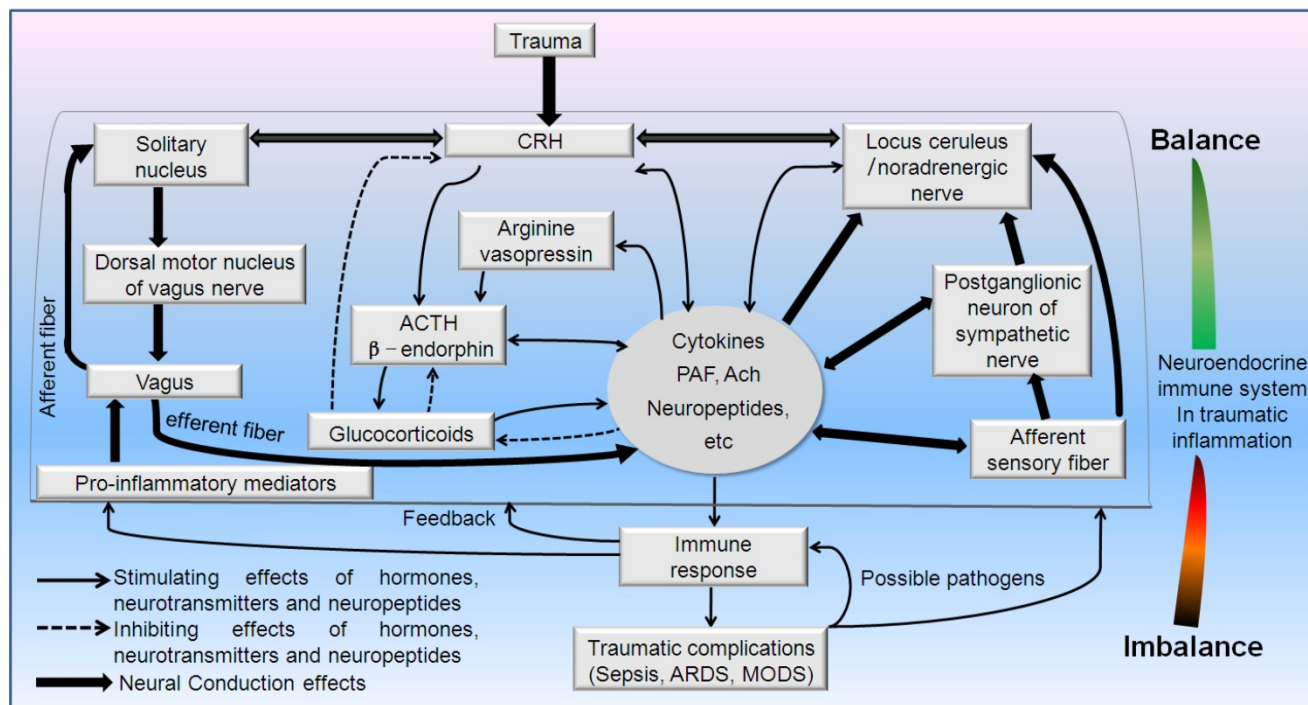 Trauma
Solitary
nucleus
CRH
Locus ceruleus
/noradrenergic
nerve
Balance
Arginine
vasopressin
Dorsal motor nucleus
of vagus nerve
Postganglionic
neuron of
sympathetic
nerve
ACTH
β－endorphin
Cytokines
PAF, Ach
Neuropeptides,
etc
Neuroendocrine
immune system
In traumatic
inflammation
Afferent fiber
Vagus
efferent fiber
Glucocorticoids
Afferent
sensory fiber
Pro-inflammatory mediators
Feedback
Immune
response
Possible pathogens
Stimulating effects of hormones,
neurotransmitters and neuropeptides
Inhibiting effects of hormones,
neurotransmitters and neuropeptides
Neural Conduction effects
Traumatic complications
(Sepsis, ARDS, MODS)
Imbalance